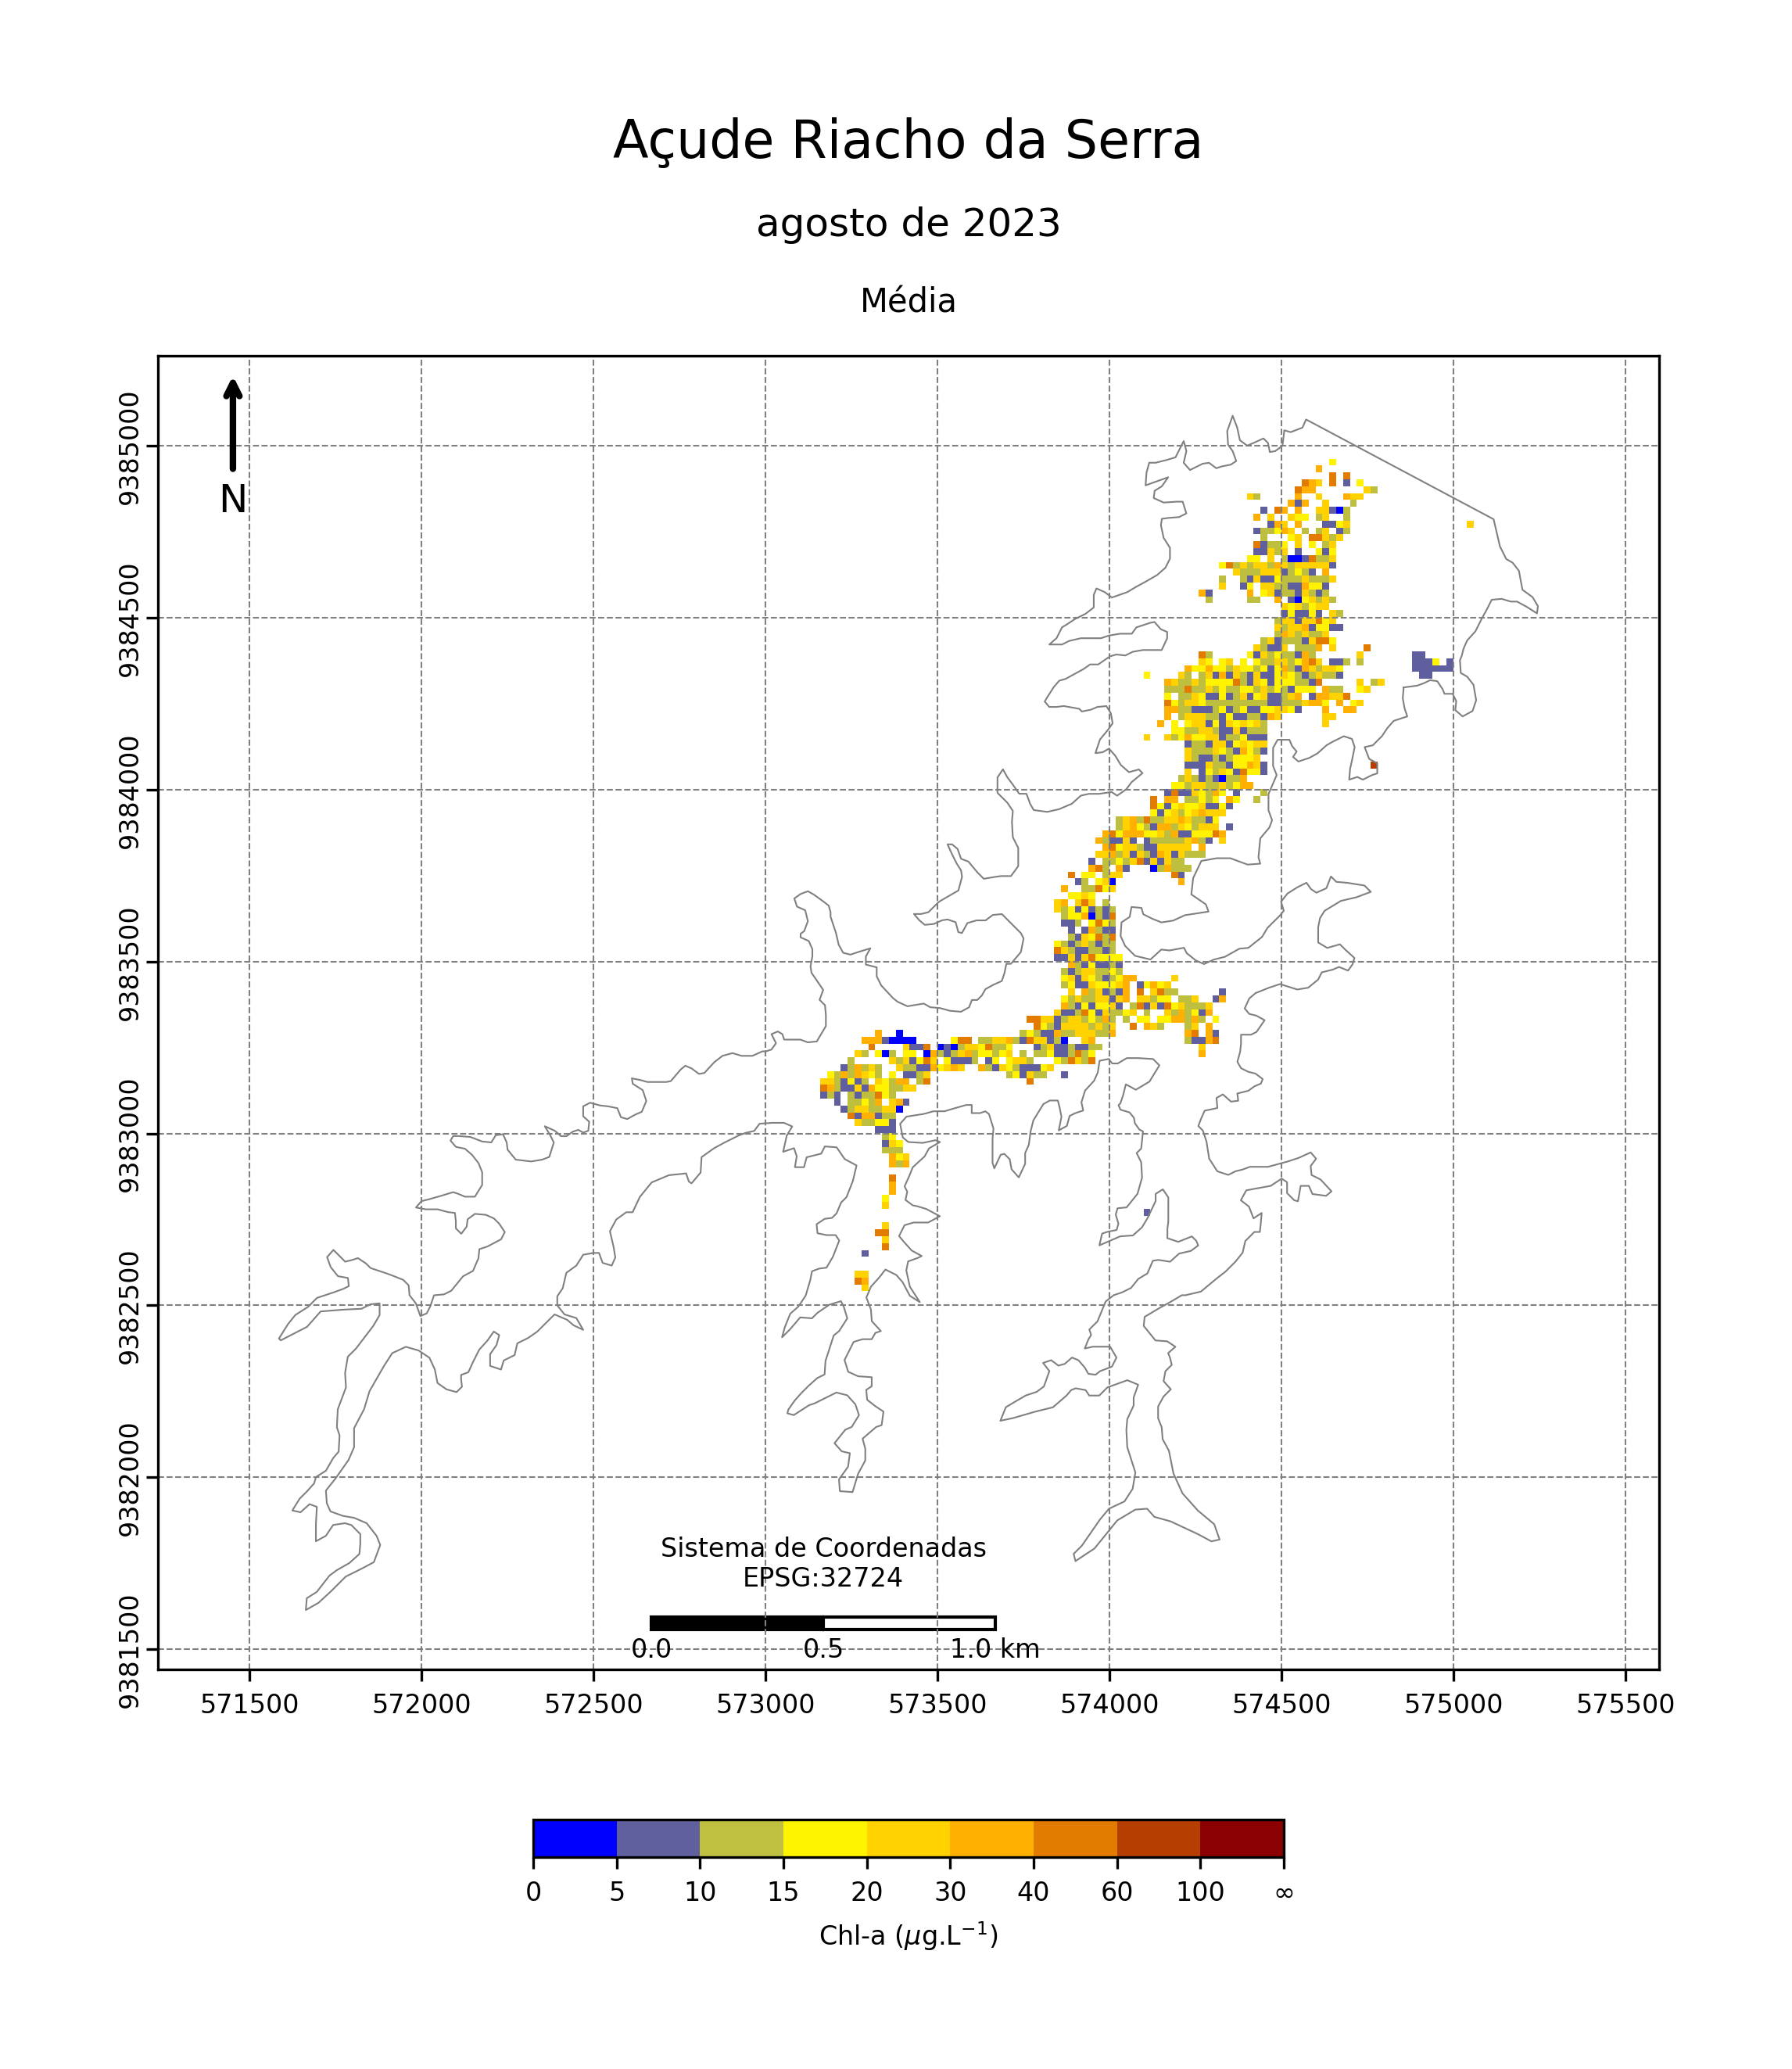 Açude Riacho da Serra
agosto de 2023
Média
N
9385000
9384500
9384000
9383500
9383000
9382500
9382000
9381500
Sistema de Coordenadas
EPSG:32724
0.0 0.5 1.0 km
571500 572000 572500 573000 573500 574000 574500 575000 575500
0 5 10 15 20 30 40 60 100 ∞
Chl-a (μg.L⁻¹)